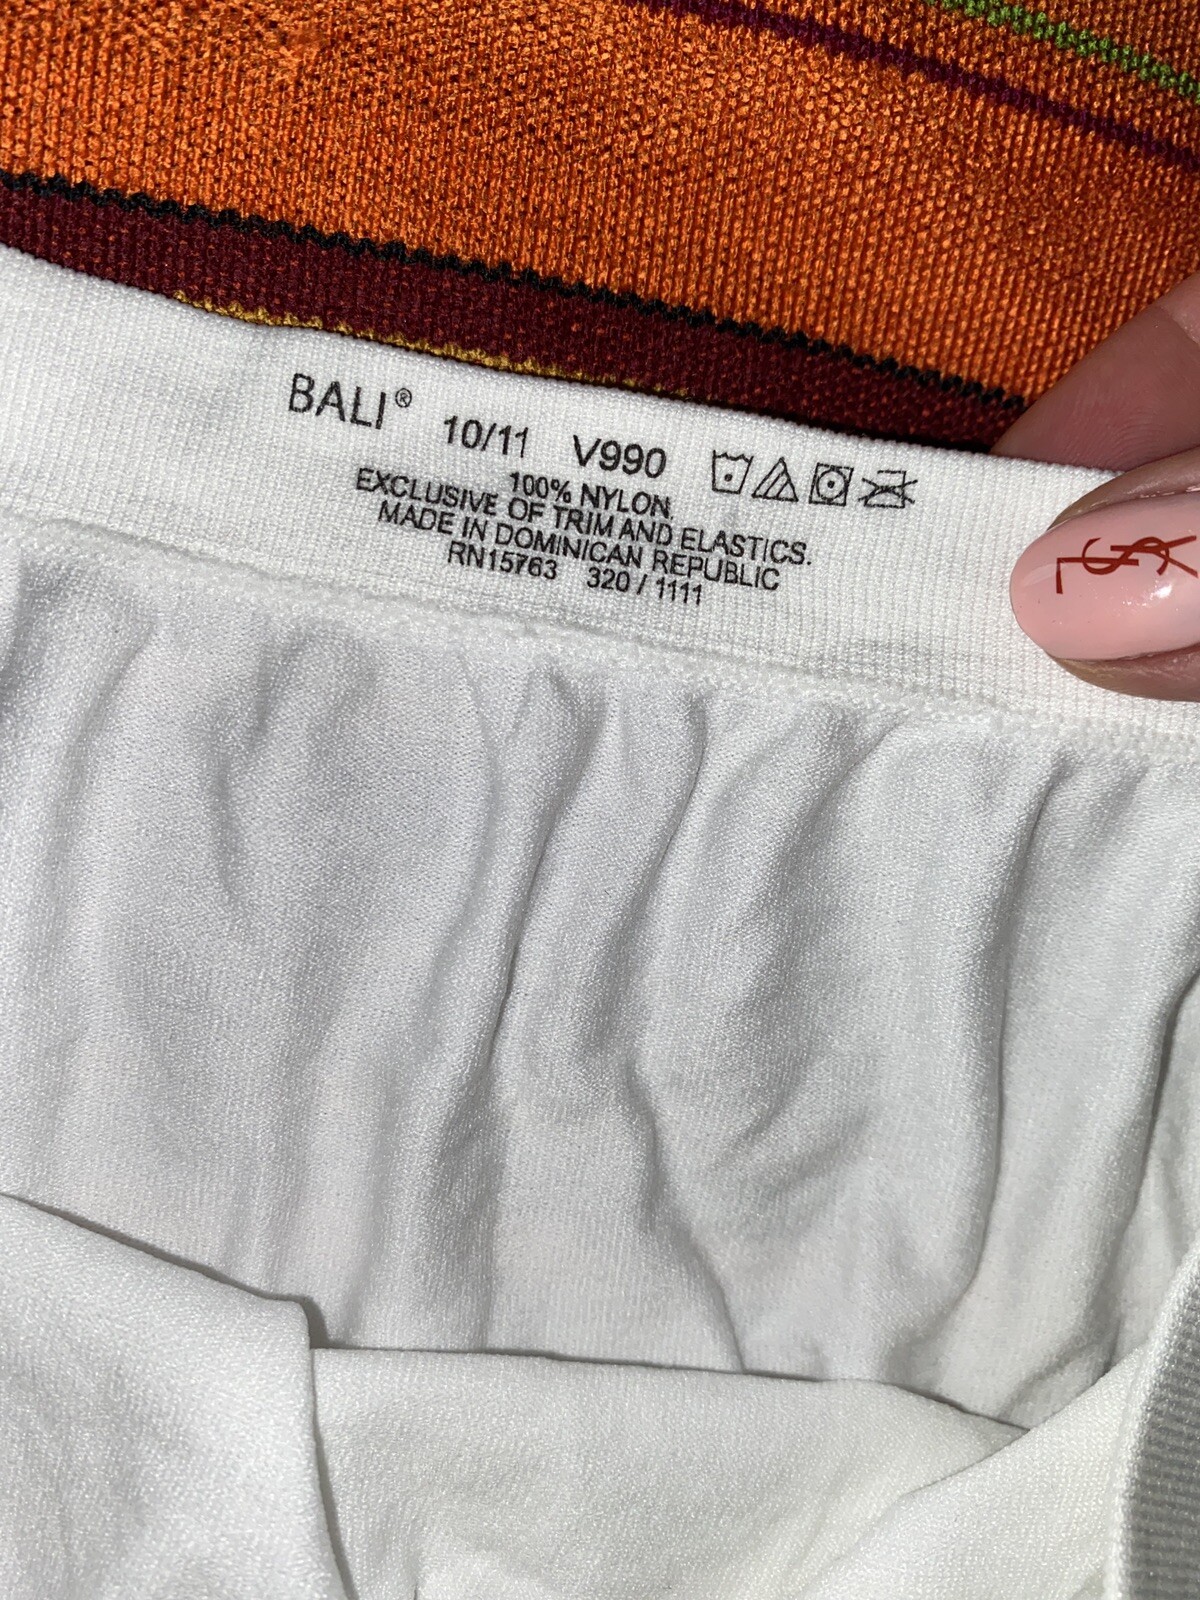 BALI® 10/11 V990
100% NYLON
EXCLUSIVE OF TRIM AND ELASTICS.
MADE IN DOMINICAN REPUBLIC
RN15763 320 / 1111
YSL